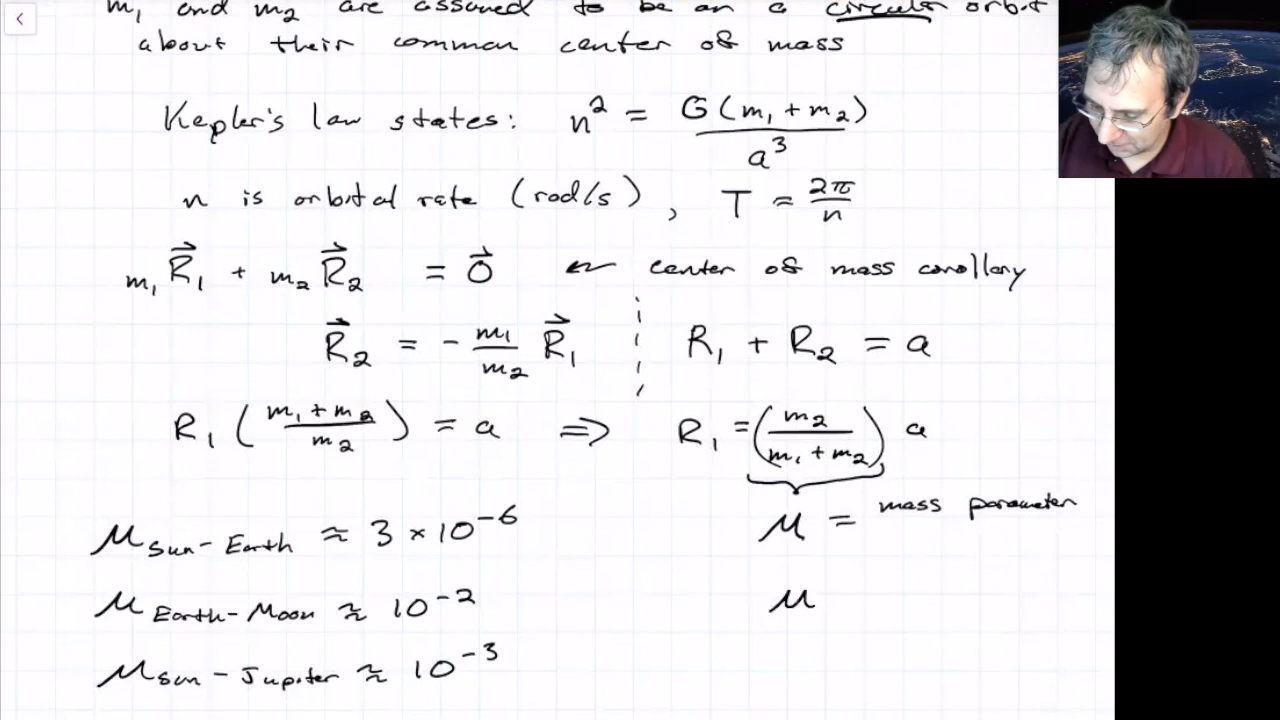 m₁ and m₂ are assumed to be on a circular orbit
about their common center of mass
Kepler's law states: n² = G(m₁ + m₂) / a³
n is orbital rate (rad/s), T = 2π/n
m₁ R⃗₁ + m₂ R⃗₂ = 0⃗ ← center of mass corollary
R⃗₂ = - m₁/m₂ R⃗₁ ¦ R₁ + R₂ = a
R₁ ( (m₁ + m₂) / m₂ ) = a ⇒ R₁ = ( m₂ / (m₁ + m₂) ) a
μ = mass parameter
μ Sun-Earth ≈ 3 × 10⁻⁶
μ Earth-Moon ≈ 10⁻²
μ
μ Sun-Jupiter ≈ 10⁻³